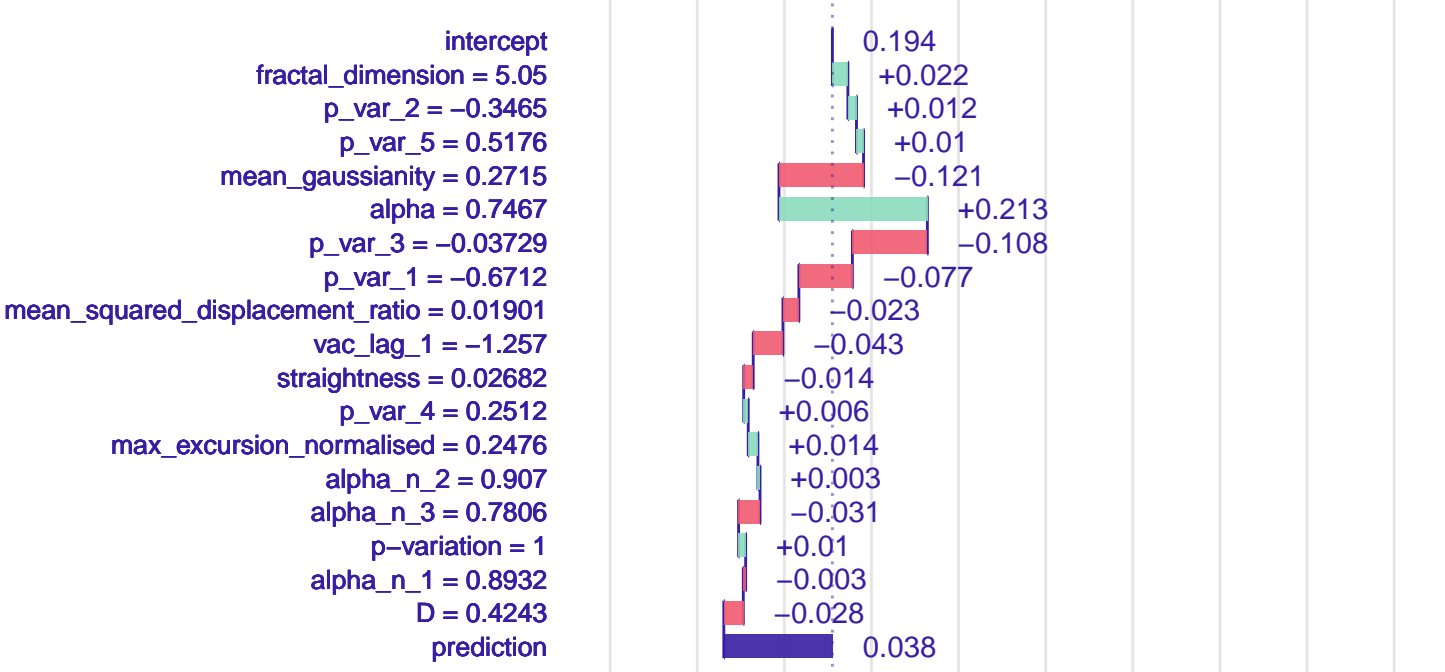 intercept 0.194
fractal_dimension = 5.05 +0.022
p_var_2 = −0.3465 +0.012
p_var_5 = 0.5176 +0.01
mean_gaussianity = 0.2715 −0.121
alpha = 0.7467 +0.213
p_var_3 = −0.03729 −0.108
p_var_1 = −0.6712 −0.077
mean_squared_displacement_ratio = 0.01901 −0.023
vac_lag_1 = −1.257 −0.043
straightness = 0.02682 −0.014
p_var_4 = 0.2512 +0.006
max_excursion_normalised = 0.2476 +0.014
alpha_n_2 = 0.907 +0.003
alpha_n_3 = 0.7806 −0.031
p−variation = 1 +0.01
alpha_n_1 = 0.8932 −0.003
D = 0.4243 −0.028
prediction 0.038